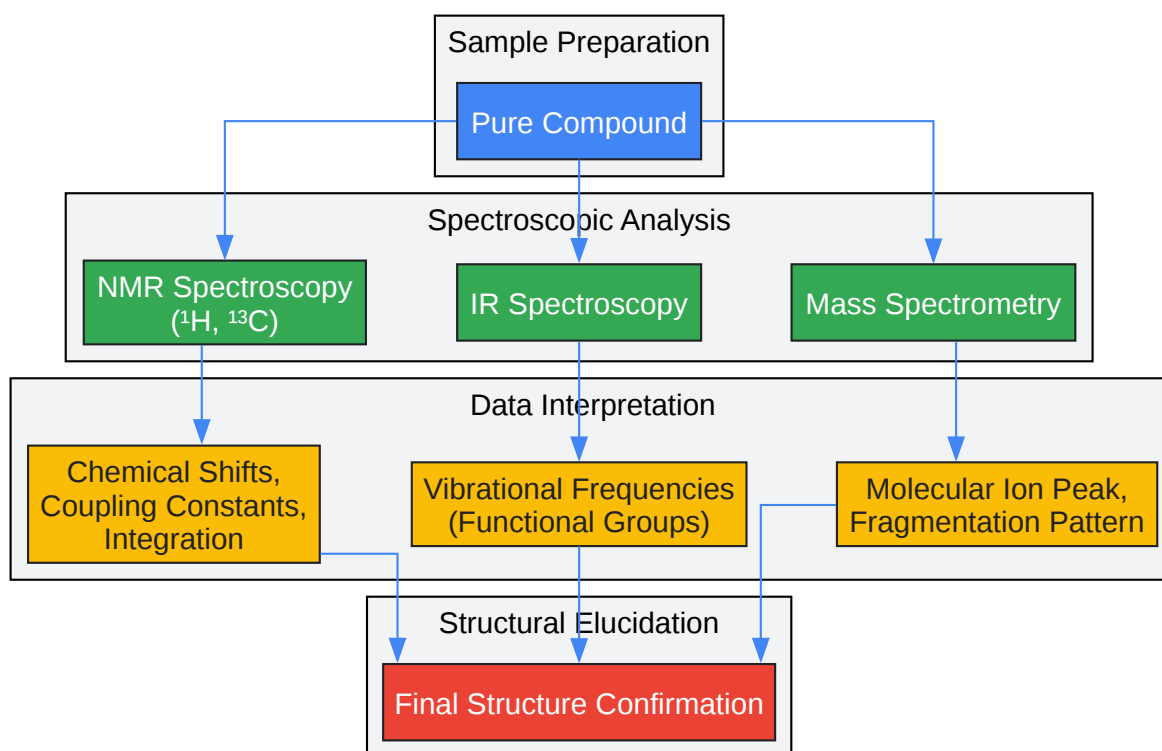 Sample Preparation
Pure Compound
Spectroscopic Analysis
NMR Spectroscopy
(¹H, ¹³C)
IR Spectroscopy
Mass Spectrometry
Data Interpretation
Chemical Shifts,
Coupling Constants,
Integration
Vibrational Frequencies
(Functional Groups)
Molecular Ion Peak,
Fragmentation Pattern
Structural Elucidation
Final Structure Confirmation